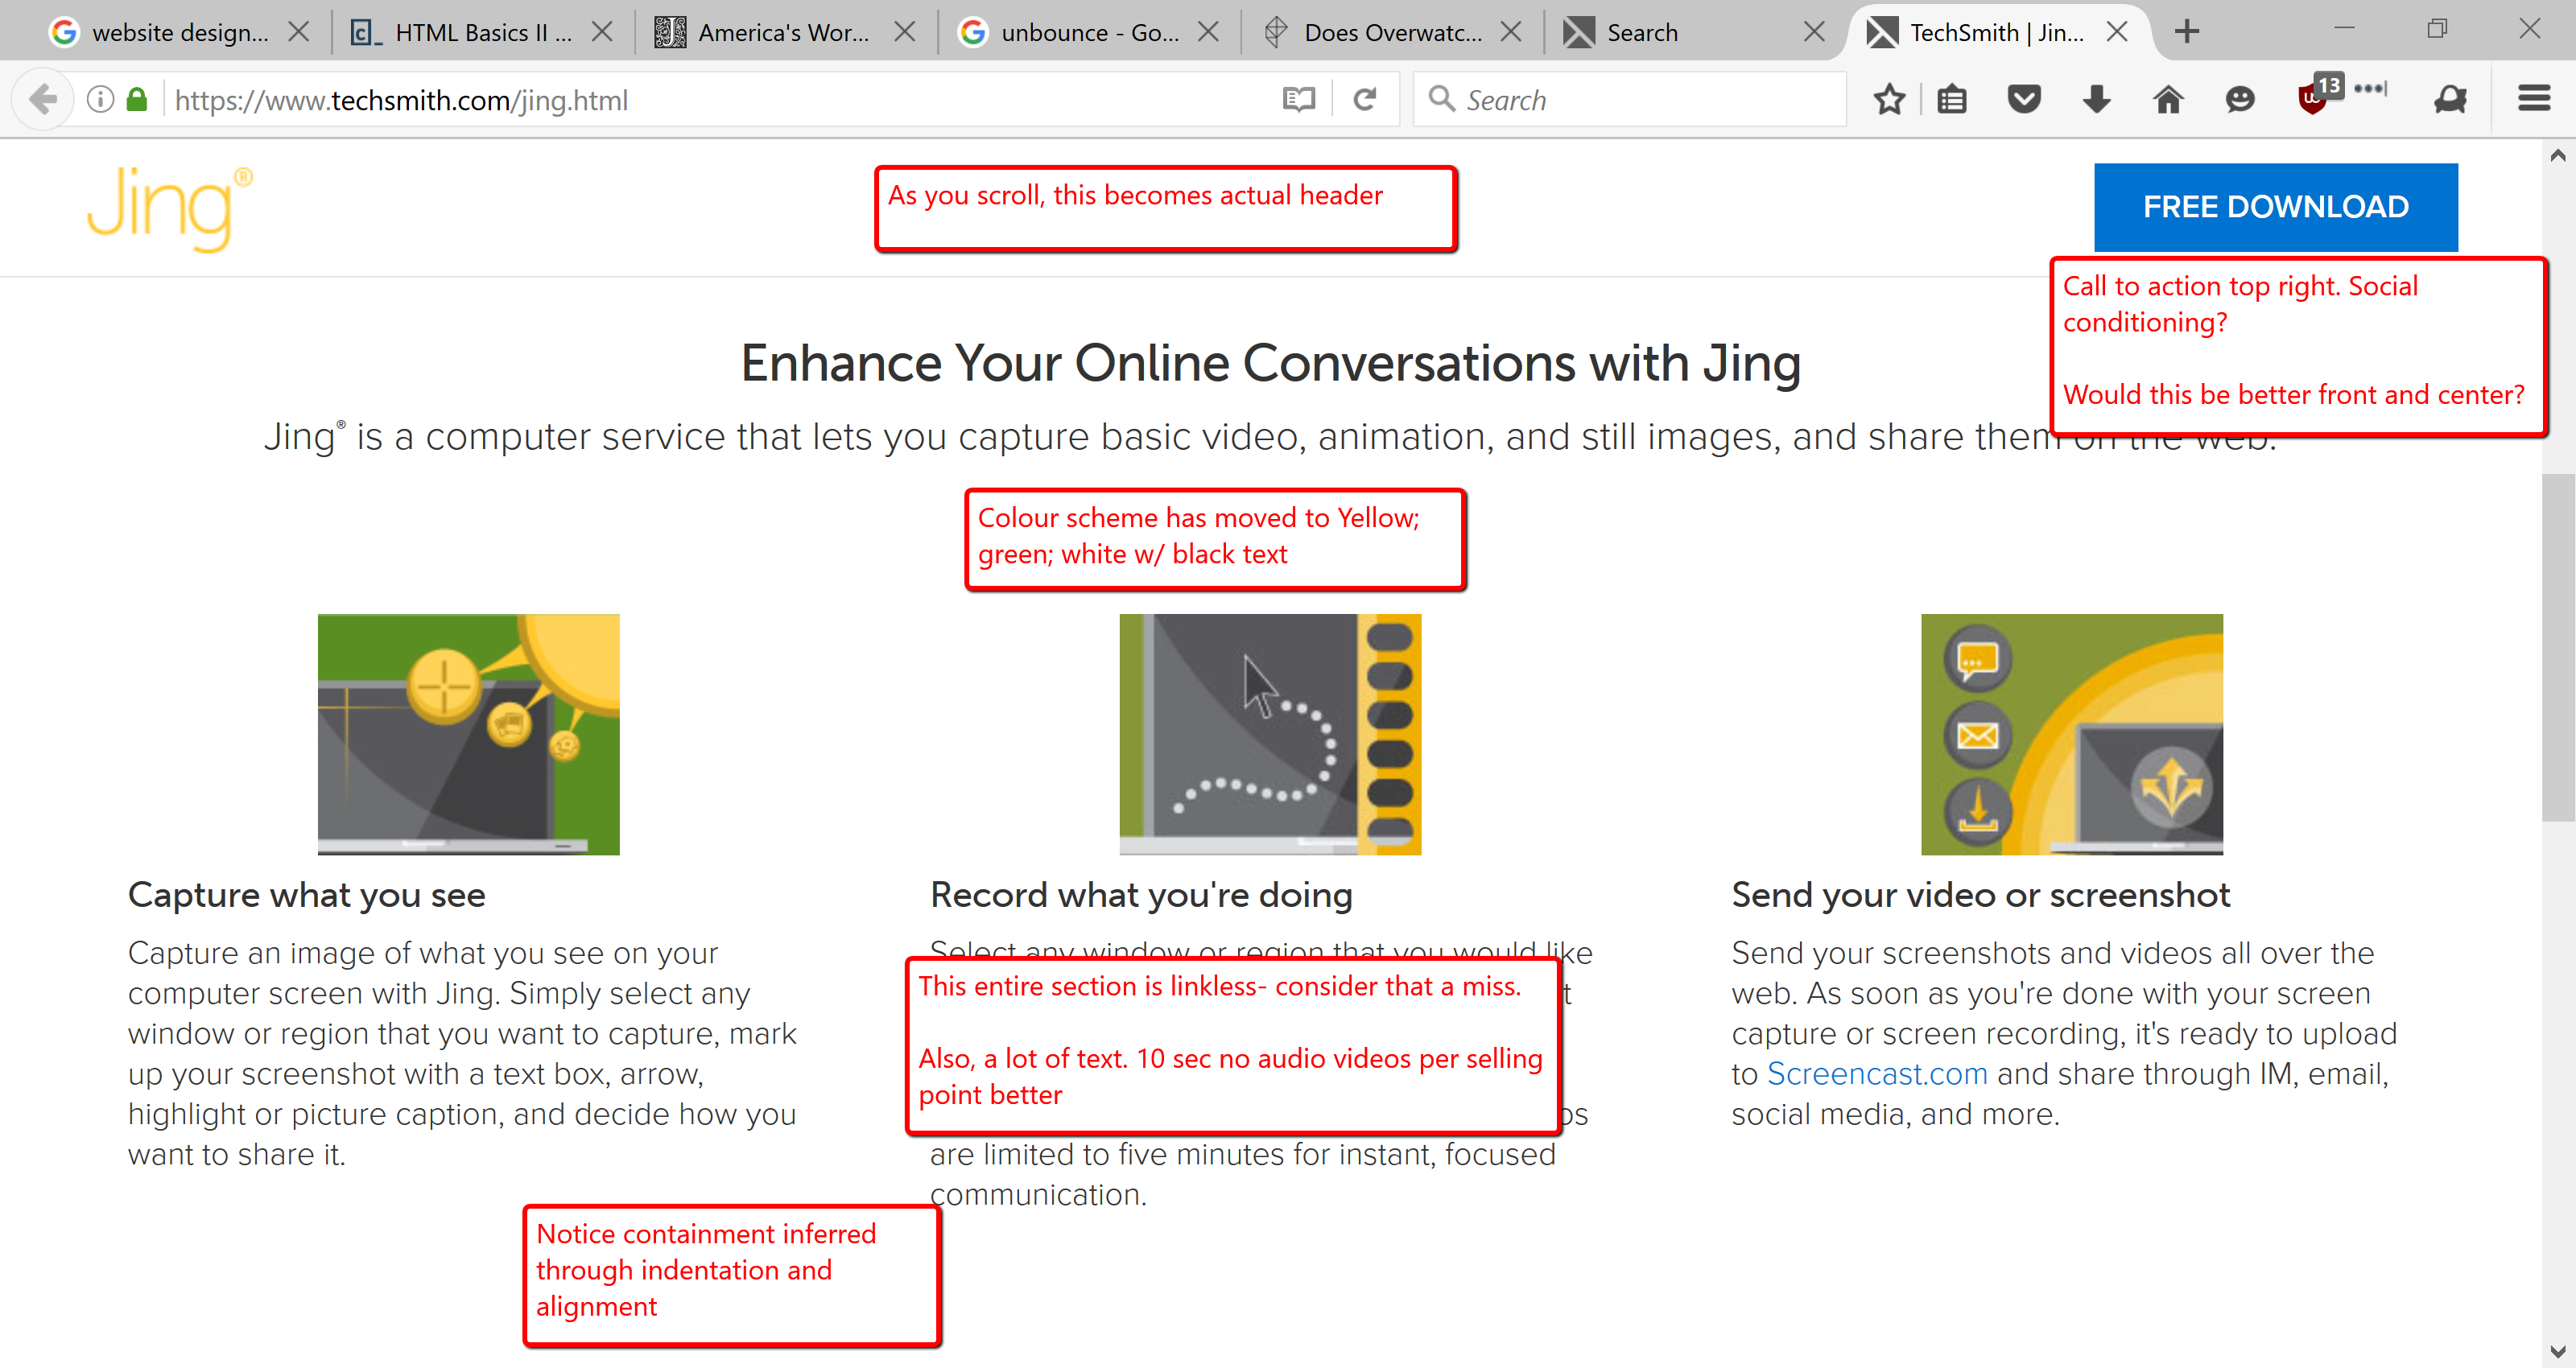 website design...
HTML Basics II ...
America's Wor...
unbounce - Go...
Does Overwatc...
Search
TechSmith | Jin...
https://www.techsmith.com/jing.html
Search
13
Jing®
As you scroll, this becomes actual header
FREE DOWNLOAD
Call to action top right. Social
conditioning?
Would this be better front and center?
Enhance Your Online Conversations with Jing
Jing® is a computer service that lets you capture basic video, animation, and still images, and share them on the web.
Colour scheme has moved to Yellow;
green; white w/ black text
Capture what you see
Capture an image of what you see on your
computer screen with Jing. Simply select any
window or region that you want to capture, mark
up your screenshot with a text box, arrow,
highlight or picture caption, and decide how you
want to share it.
Record what you're doing
Select any window or region that you would like
This entire section is linkless- consider that a miss.
Also, a lot of text. 10 sec no audio videos per selling
point better
are limited to five minutes for instant, focused
communication.
Send your video or screenshot
Send your screenshots and videos all over the
web. As soon as you're done with your screen
capture or screen recording, it's ready to upload
to Screencast.com and share through IM, email,
social media, and more.
Notice containment inferred
through indentation and
alignment